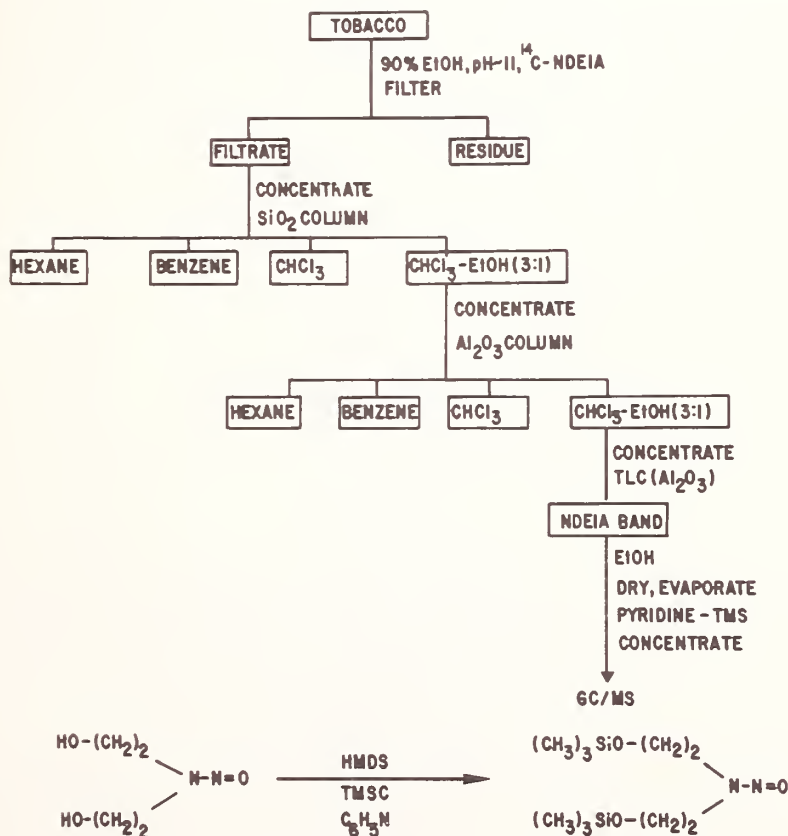 TOBACCO
90% EtOH, pH~11, ¹⁴C-NDEIA
FILTER
FILTRATE
RESIDUE
CONCENTRATE
SiO₂ COLUMN
HEXANE
BENZENE
CHCl₃
CHCl₃-EtOH (3:1)
CONCENTRATE
Al₂O₃ COLUMN
HEXANE
BENZENE
CHCl₃
CHCl₃-EtOH (3:1)
CONCENTRATE
TLC (Al₂O₃)
NDEIA BAND
EtOH
DRY, EVAPORATE
PYRIDINE-TMS
CONCENTRATE
GC/MS
HO-(CH₂)₂
N-N=O
HO-(CH₂)₂
HMDS
TMSC
C₅H₅N
(CH₃)₃SiO-(CH₂)₂
N-N=O
(CH₃)₃SiO-(CH₂)₂